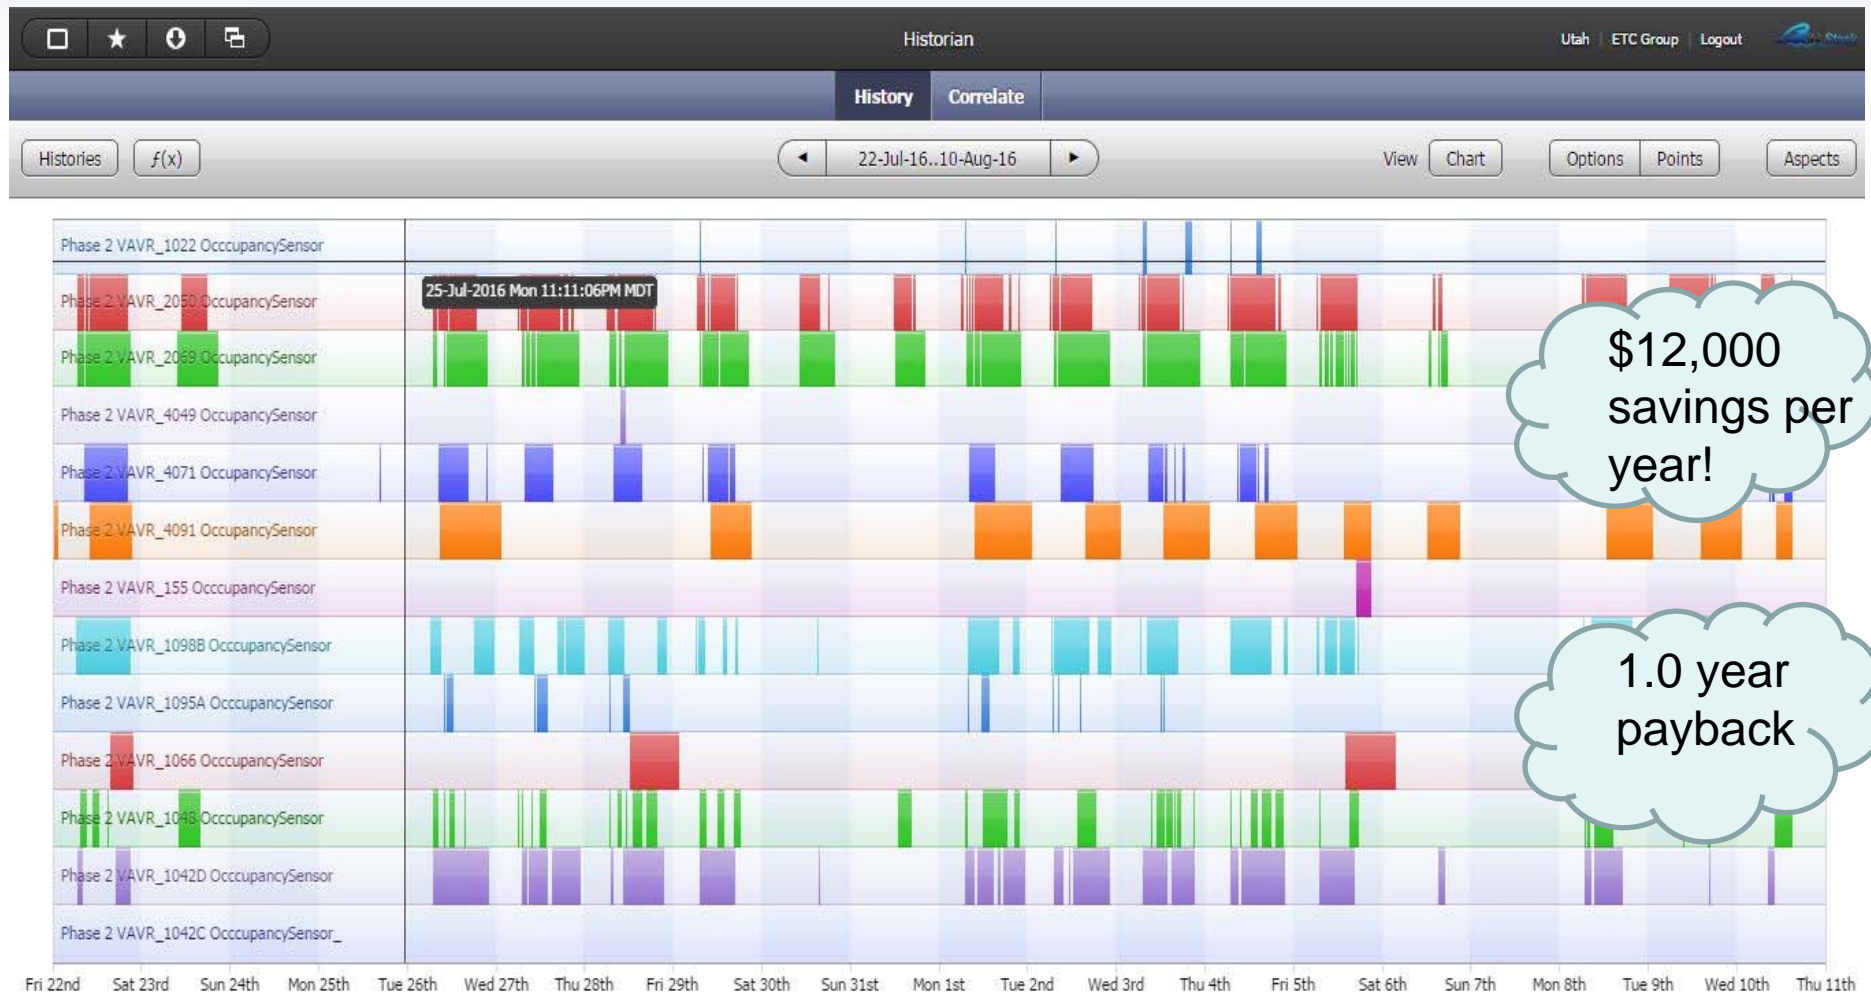 Historian
Utah | ETC Group | Logout
History Correlate
Histories f(x) 22-Jul-16..10-Aug-16 View Chart Options Points Aspects
Phase 2 VAVR_1022 OcccupancySensor
Phase 2 VAVR_2050 OccupancySensor
25-Jul-2016 Mon 11:11:06PM MDT
Phase 2 VAVR_2069 OccupancySensor
$12,000
savings per
year!
Phase 2 VAVR_4049 OccupancySensor
Phase 2 VAVR_4071 OccupancySensor
Phase 2 VAVR_4091 OccupancySensor
Phase 2 VAVR_155 OcccupancySensor
Phase 2 VAVR_1098B OcccupancySensor
1.0 year
payback
Phase 2 VAVR_1095A OcccupancySensor
Phase 2 VAVR_1066 OcccupancySensor
Phase 2 VAVR_1048 OcccupancySensor
Phase 2 VAVR_1042D OcccupancySensor
Phase 2 VAVR_1042C OcccupancySensor_
Fri 22nd Sat 23rd Sun 24th Mon 25th Tue 26th Wed 27th Thu 28th Fri 29th Sat 30th Sun 31st Mon 1st Tue 2nd Wed 3rd Thu 4th Fri 5th Sat 6th Sun 7th Mon 8th Tue 9th Wed 10th Thu 11th